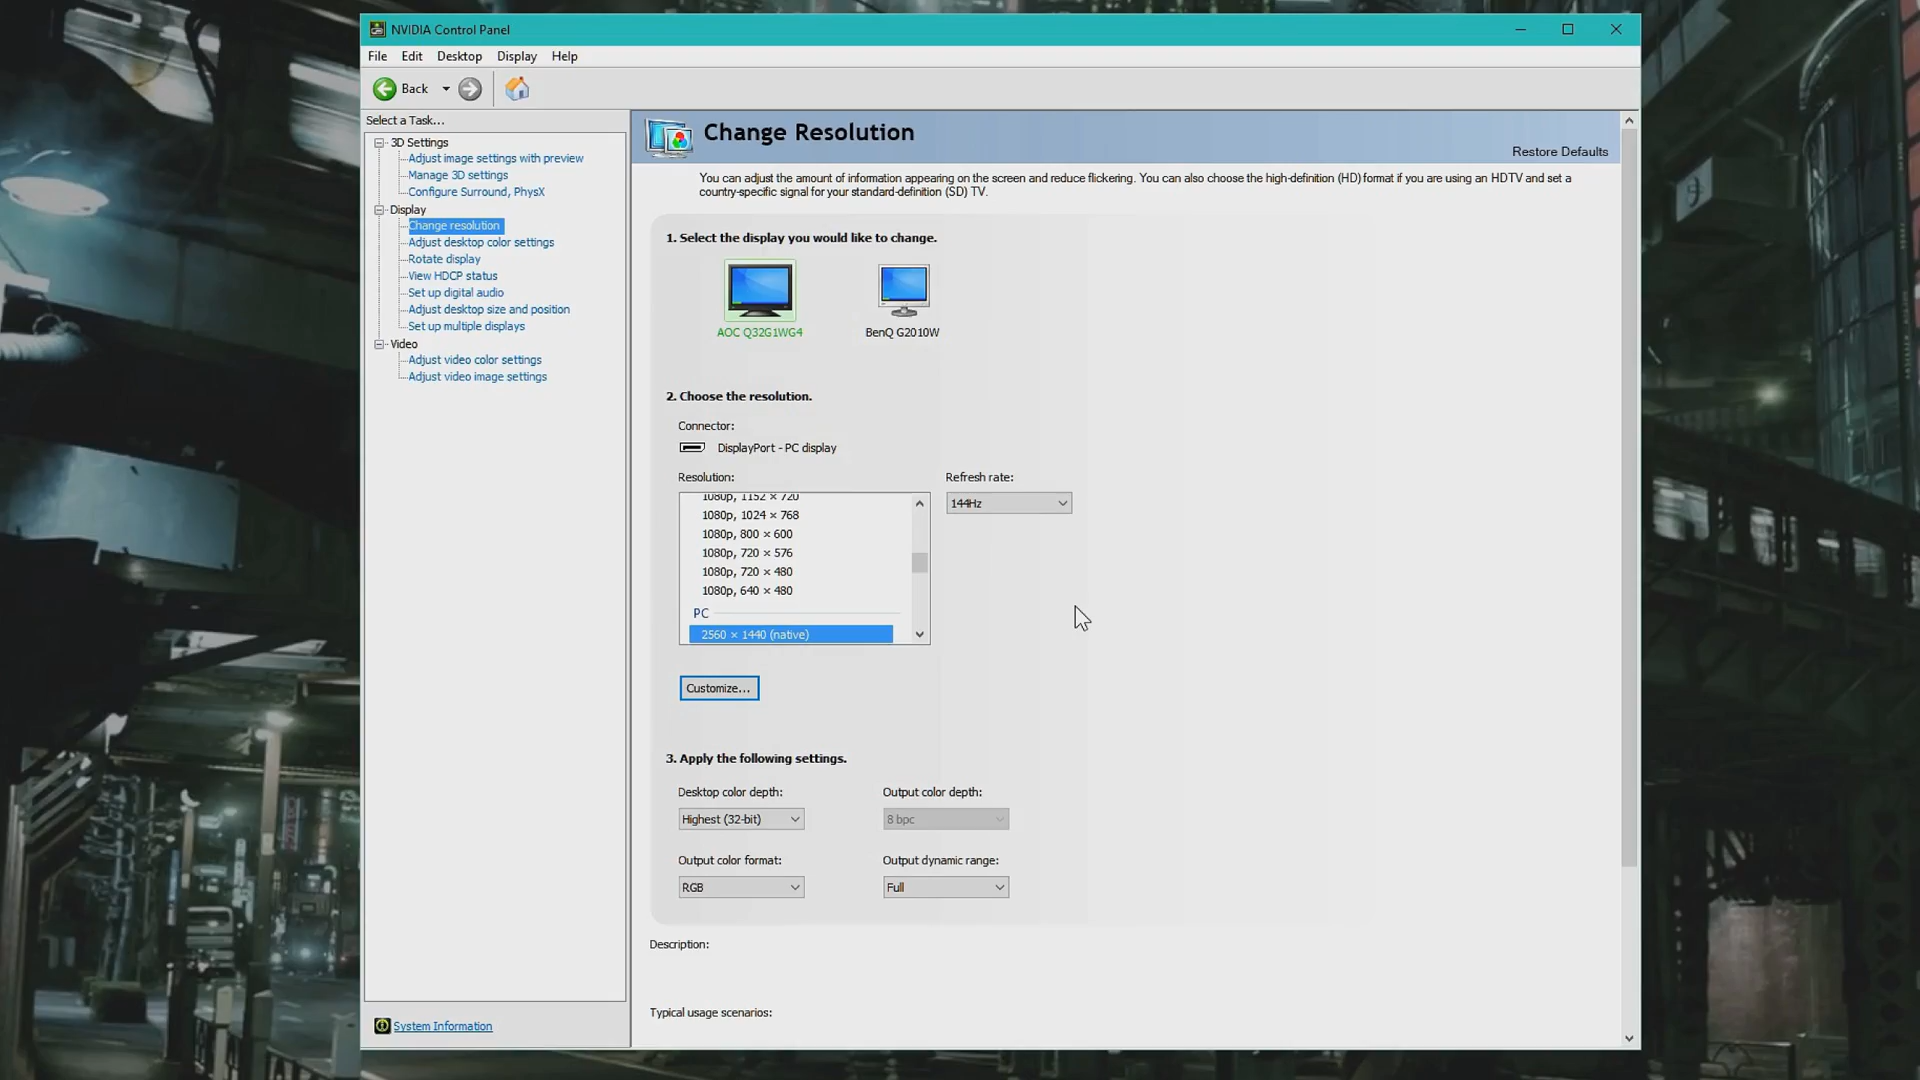 NVIDIA Control Panel
File Edit Desktop Display Help
Back
Select a Task...
3D Settings
Adjust image settings with preview
Manage 3D settings
Configure Surround, PhysX
Display
Change resolution
Adjust desktop color settings
Rotate display
View HDCP status
Set up digital audio
Adjust desktop size and position
Set up multiple displays
Video
Adjust video color settings
Adjust video image settings
System Information
Change Resolution
Restore Defaults
You can adjust the amount of information appearing on the screen and reduce flickering. You can also choose the high-definition (HD) format if you are using an HDTV and set a
country-specific signal for your standard-definition (SD) TV.
1. Select the display you would like to change.
AOC Q32G1WG4 BenQ G2010W
2. Choose the resolution.
Connector:
DisplayPort - PC display
Resolution: Refresh rate:
144Hz
1080p, 1152 × 720
1080p, 1024 × 768
1080p, 800 × 600
1080p, 720 × 576
1080p, 720 × 480
1080p, 640 × 480
PC
2560 × 1440 (native)
Customize...
3. Apply the following settings.
Desktop color depth: Output color depth:
Highest (32-bit) 8 bpc
Output color format: Output dynamic range:
RGB Full
Description:
Typical usage scenarios: